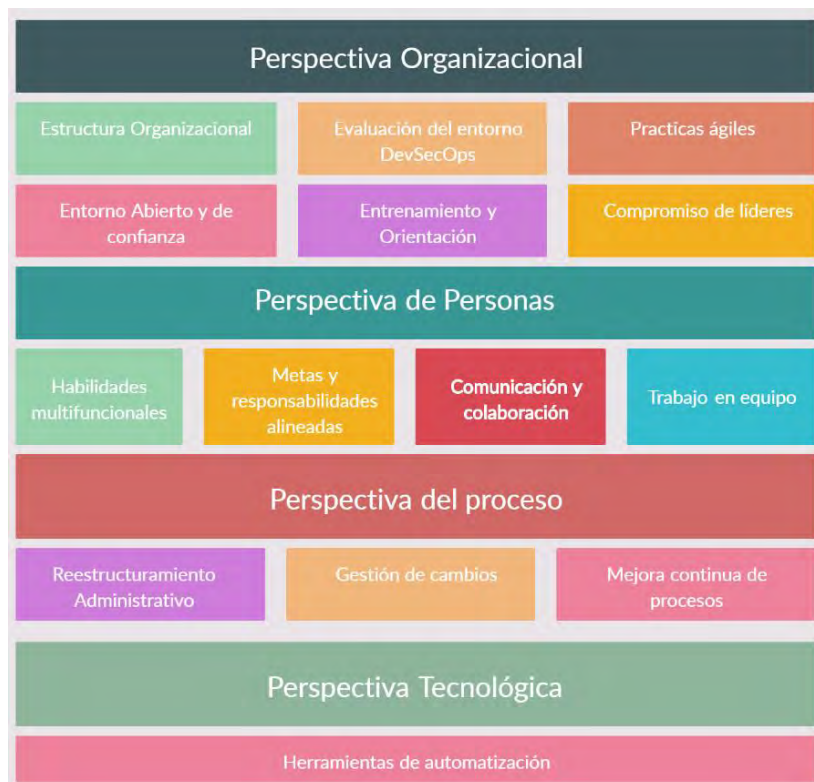 Perspectiva Organizacional
Estructura Organizacional
Evaluación del entorno
DevSecOps
Practicas ágiles
Entorno Abierto y de
confianza
Entrenamiento y
Orientación
Compromiso de líderes
Perspectiva de Personas
Habilidades
multifuncionales
Metas y
responsabilidades
alineadas
Comunicación y
colaboración
Trabajo en equipo
Perspectiva del proceso
Reestructuramiento
Administrativo
Gestión de cambios
Mejora continua de
procesos
Perspectiva Tecnológica
Herramientas de automatización